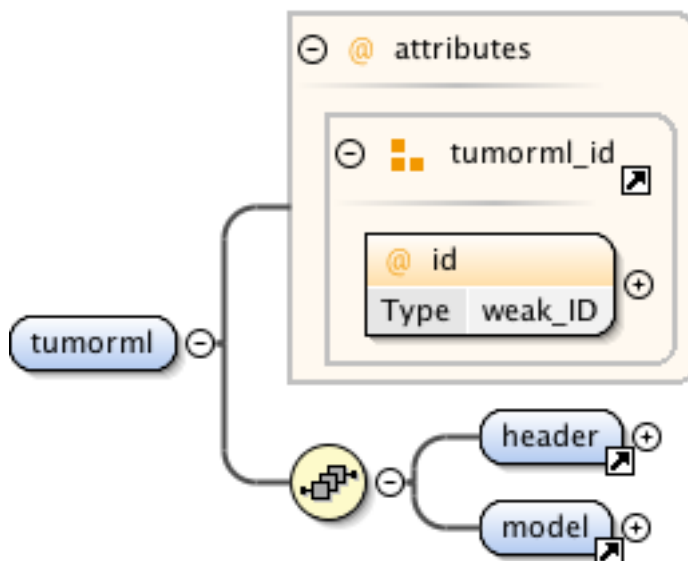 @ attributes
tumorml_id
@ id
Type weak_ID
tumorml
header
model